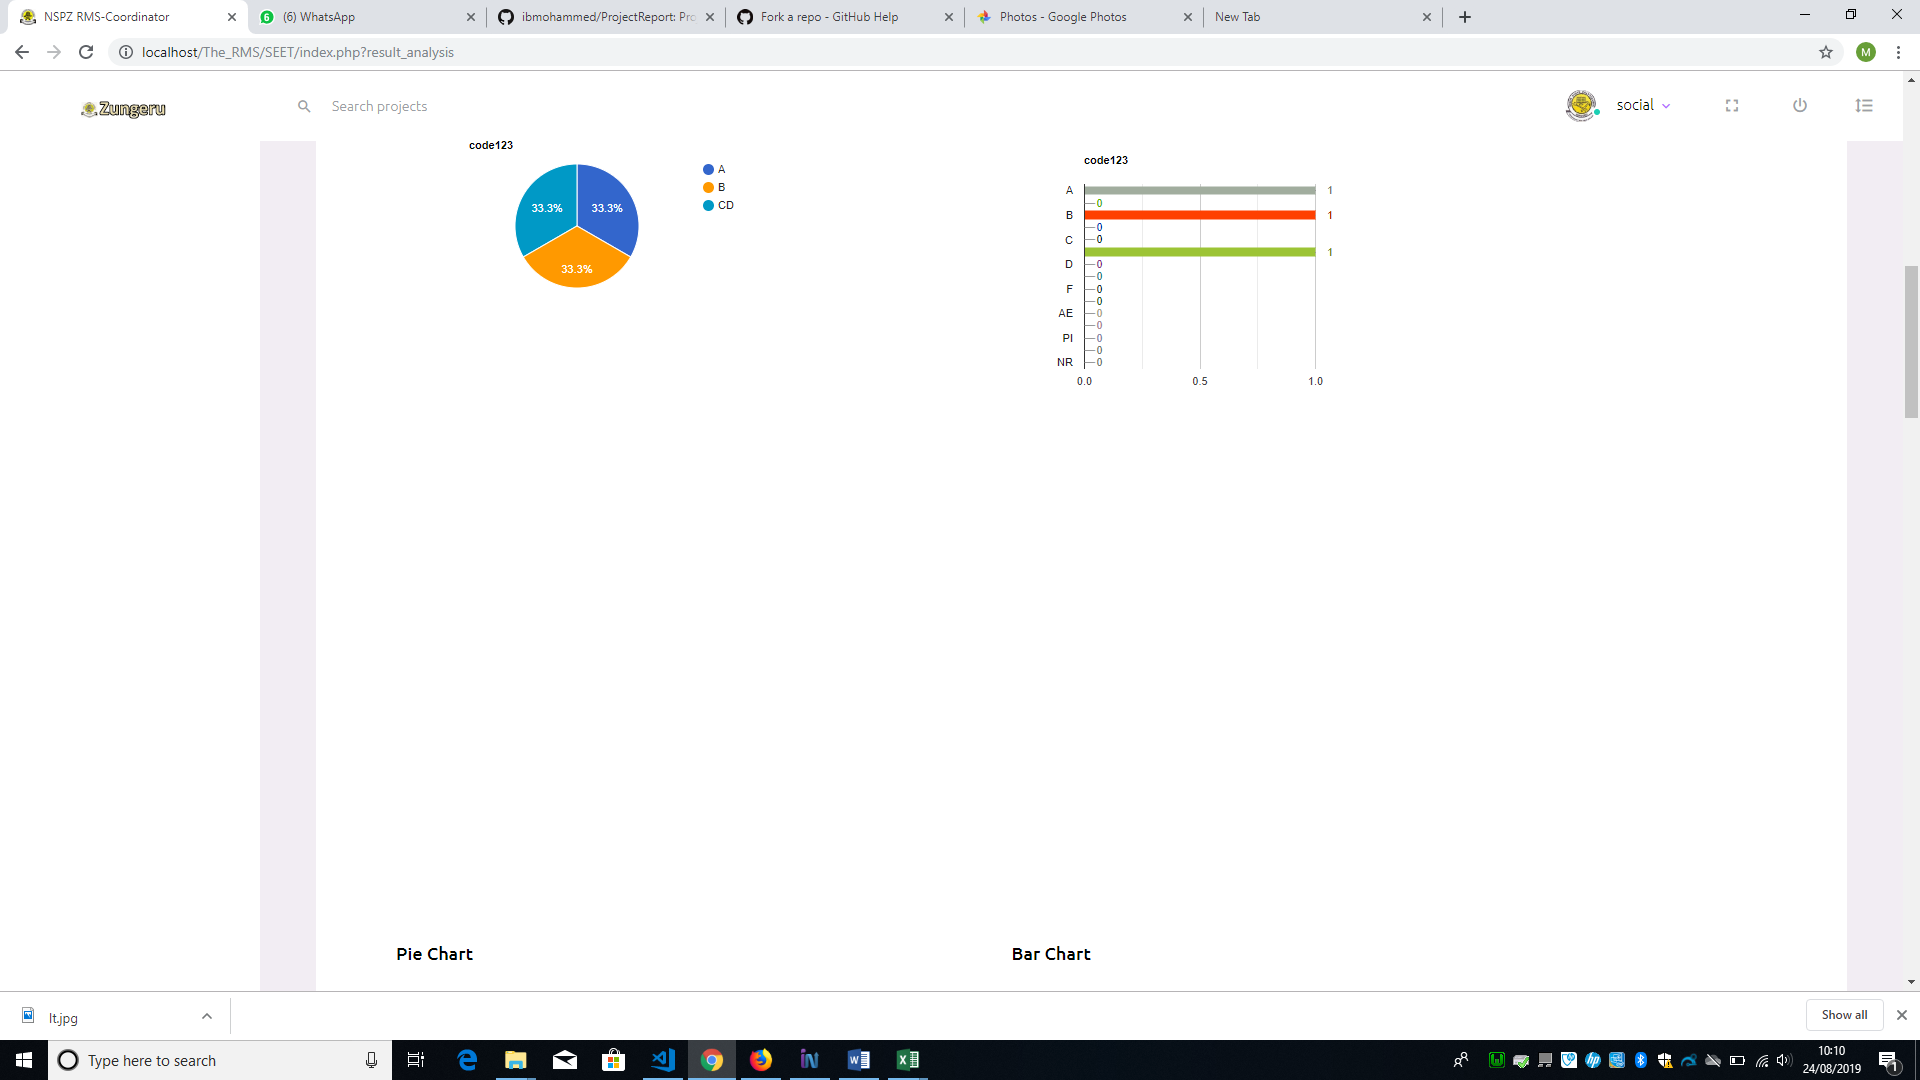 NSPZ RMS-Coordinator
(6) WhatsApp
ibmohammed/ProjectReport: Pro
Fork a repo - GitHub Help
Photos - Google Photos
New Tab
localhost/The_RMS/SEET/index.php?result_analysis
M
Zungeru
Search projects
social
code123
33.3%
33.3%
33.3%
A
B
CD
code123
A 1
0
B 1
0
C 0
1
D 0
0
F 0
0
AE 0
0
PI 0
0
NR 0
0.0 0.5 1.0
Pie Chart
Bar Chart
lt.jpg
Show all
Type here to search
10:10
24/08/2019
1